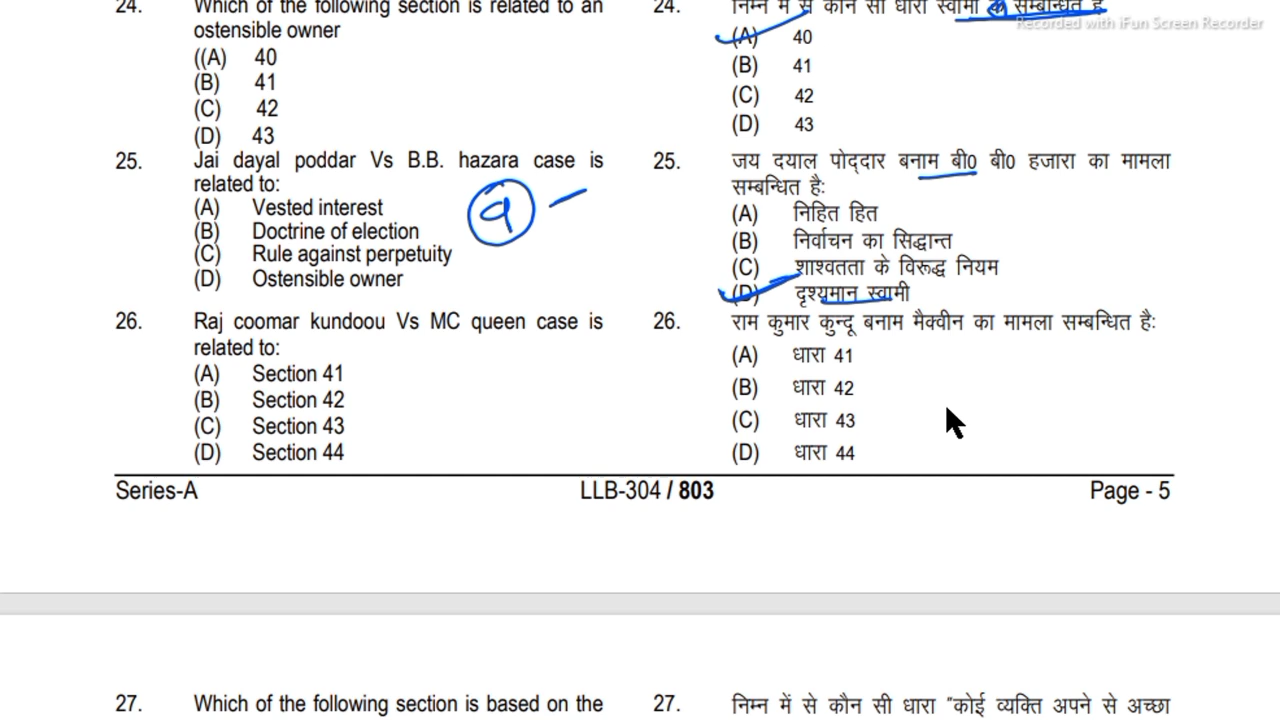 24. Which of the following section is related to an
ostensible owner
((A) 40
(B) 41
(C) 42
(D) 43
25. Jai dayal poddar Vs B.B. hazara case is
related to:
(A) Vested interest
(B) Doctrine of election
(C) Rule against perpetuity
(D) Ostensible owner
26. Raj coomar kundoou Vs MC queen case is
related to:
(A) Section 41
(B) Section 42
(C) Section 43
(D) Section 44
24. निम्न में से कौन सी धारा स्वामी के सम्बन्धित है
Recorded with iFun Screen Recorder
(A) 40
(B) 41
(C) 42
(D) 43
25. जय दयाल पोद्दार बनाम बी0 बी0 हजारा का मामला
सम्बन्धित है:
(A) निहित हित
(B) निर्वाचन का सिद्धान्त
(C) शाश्वतता के विरूद्ध नियम
(D) दृश्यमान स्वामी
26. राम कुमार कुन्दू बनाम मैक्वीन का मामला सम्बन्धित है:
(A) धारा 41
(B) धारा 42
(C) धारा 43
(D) धारा 44
Series-A LLB-304 / 803 Page - 5
27. Which of the following section is based on the
27. निम्न में से कौन सी धारा "कोई व्यक्ति अपने से अच्छा